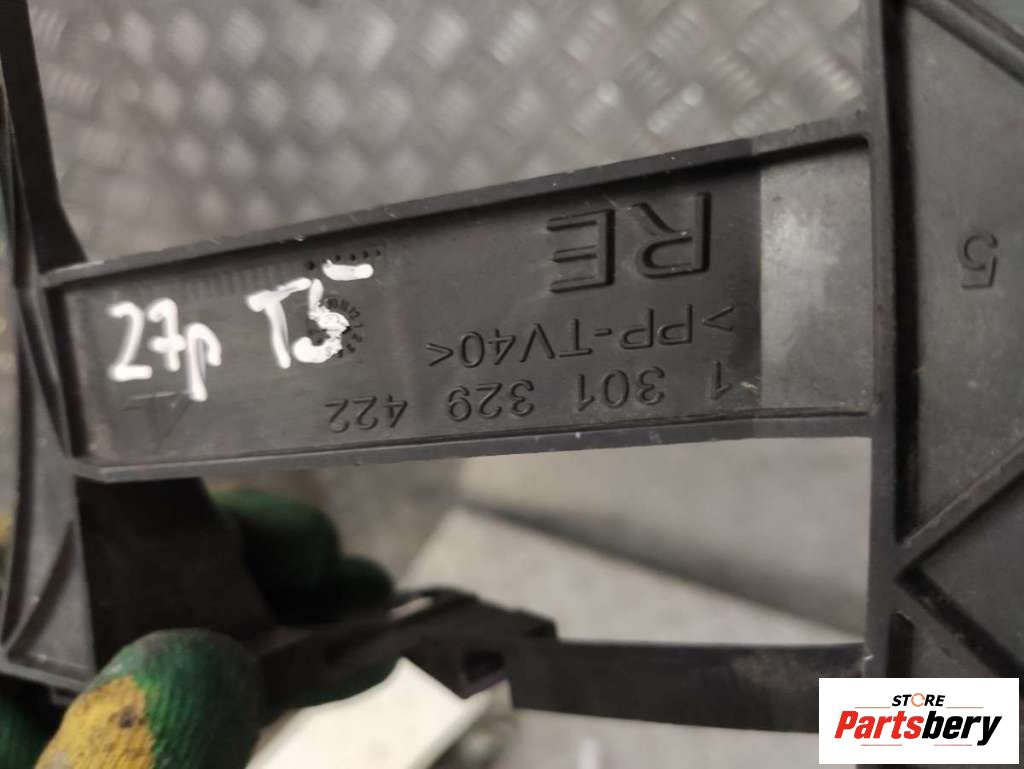 RE
>PP-TV40<
1 301 329 422
5
27p T5
STORE
Partsbery